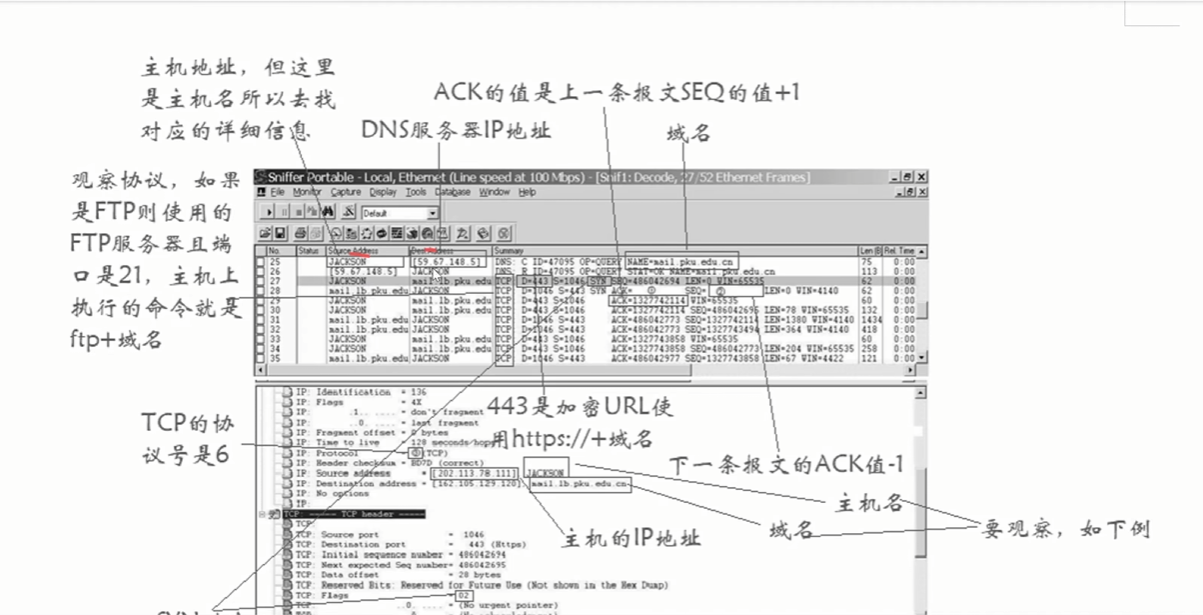 主机地址，但这里
是主机名所以去找
对应的详细信息
ACK的值是上一条报文SEQ的值+1
DNS服务器IP地址
域名
观察协议，如果
是FTP则使用的
FTP服务器且端
口是21，主机上
执行的命令就是
ftp+域名
Sniffer Portable - Local, Ethernet (Line speed at 100 Mbps) - [Snif1: Decode, 27/52 Ethernet Frames]
File Monitor Capture Display Tools Database Window Help
Default
No. Status Source Address Dest Address Summary Len (B) Rel. Time
25 JACKSON [59.67.148.5] DNS: C ID=47095 OP=QUERY NAME=mail.pku.edu.cn 75 0:00
26 [59.67.148.5] JACKSON DNS: R ID=47095 OP=QUERY STAT=OK NAME=mail.pku.edu.cn 113 0:00
27 JACKSON mail.lb.pku.edu TCP D=443 S=1046 SYN SEQ=486042694 LEN=0 WIN=65535 62 0:00
28 mail.lb.pku.edu JACKSON TCP D=1046 S=443 SYN ACK= ① SEQ= ② LEN=0 WIN=4140 62 0:00
29 JACKSON mail.lb.pku.edu TCP D=443 S=1046 ACK=1327742114 WIN=65535 60 0:00
30 JACKSON mail.lb.pku.edu TCP D=443 S=1046 ACK=1327742114 SEQ=486042695 LEN=78 WIN=65535 132 0:00
31 mail.lb.pku.edu JACKSON TCP D=1046 S=443 ACK=486042773 SEQ=1327742114 LEN=1380 WIN=4140 1434 0:00
32 mail.lb.pku.edu JACKSON TCP D=1046 S=443 ACK=486042773 SEQ=1327743494 LEN=364 WIN=4140 418 0:00
33 JACKSON mail.lb.pku.edu TCP D=443 S=1046 ACK=1327743858 WIN=65535 60 0:00
34 JACKSON mail.lb.pku.edu TCP D=443 S=1046 ACK=1327743858 SEQ=486042773 LEN=204 WIN=65535 258 0:00
35 mail.lb.pku.edu JACKSON TCP D=1046 S=443 ACK=486042977 SEQ=1327743858 LEN=67 WIN=4422 121 0:00
IP: Identification = 136
IP: Flags = 4X
IP: .1.. .... = don't fragment
IP: ..0. .... = last fragment
IP: Fragment offset = 0 bytes
IP: Time to live = 128 seconds/hops
IP: Protocol = (TCP)
IP: Header checksum = BD7D (correct)
IP: Source address = [202.113.78.111] JACKSON
IP: Destination address = [162.105.129.120] mail.lb.pku.edu.cn
IP: No options
IP:
TCP: ----- TCP header -----
TCP:
TCP: Source port = 1046
TCP: Destination port = 443 (Https)
TCP: Initial sequence number = 486042694
TCP: Next expected Seq number= 486042695
TCP: Data offset = 28 bytes
TCP: Reserved Bits: Reserved for Future Use (Not shown in the Hex Dump)
TCP: Flags = 02
TCP: ..0. .... = (No urgent pointer)
443是加密URL使
用https://+域名
TCP的协
议号是6
下一条报文的ACK值-1
主机名
域名
要观察，如下例
主机的IP地址